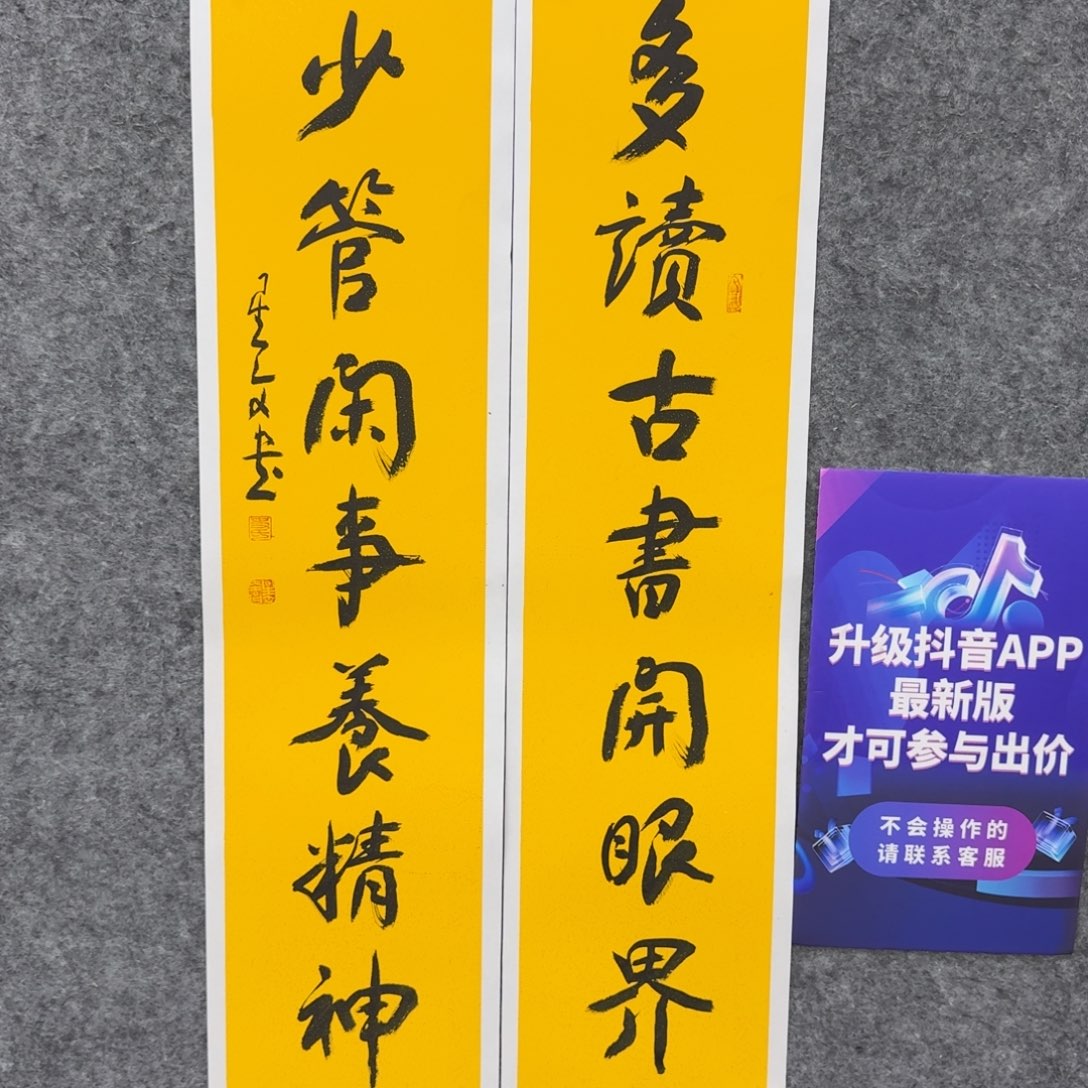 多讀古書開眼界
少管閑事養精神
升级抖音APP
最新版
才可参与出价
不会操作的
请联系客服